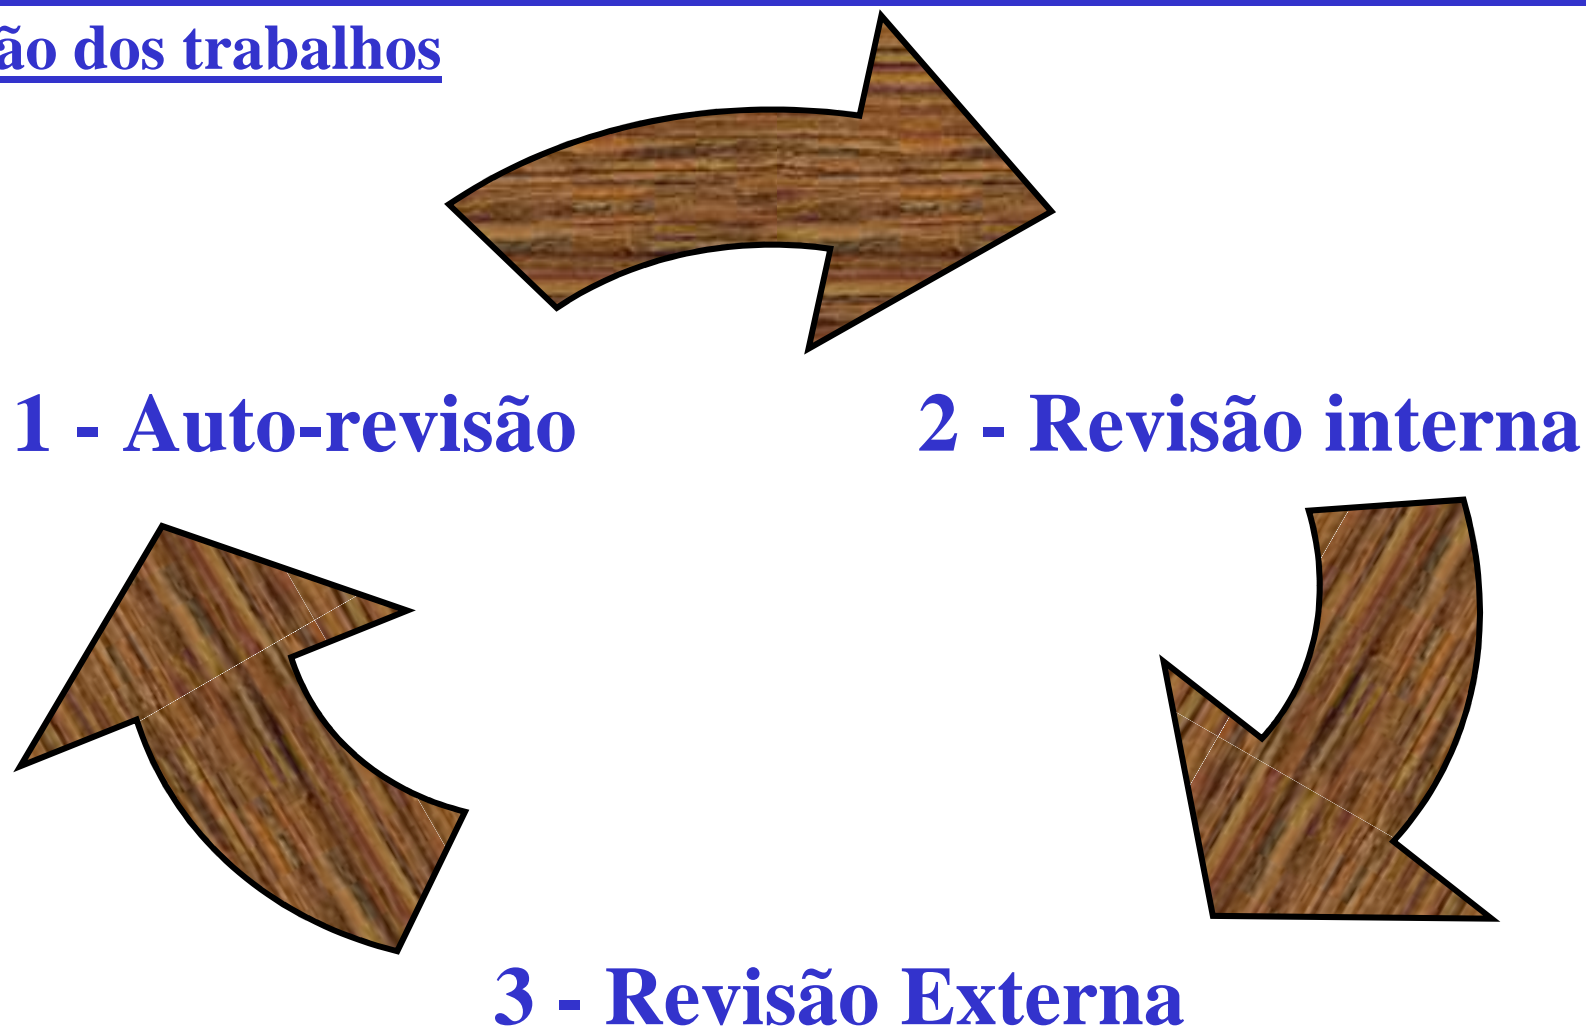 ão dos trabalhos
1 - Auto-revisão
2 - Revisão interna
3 - Revisão Externa